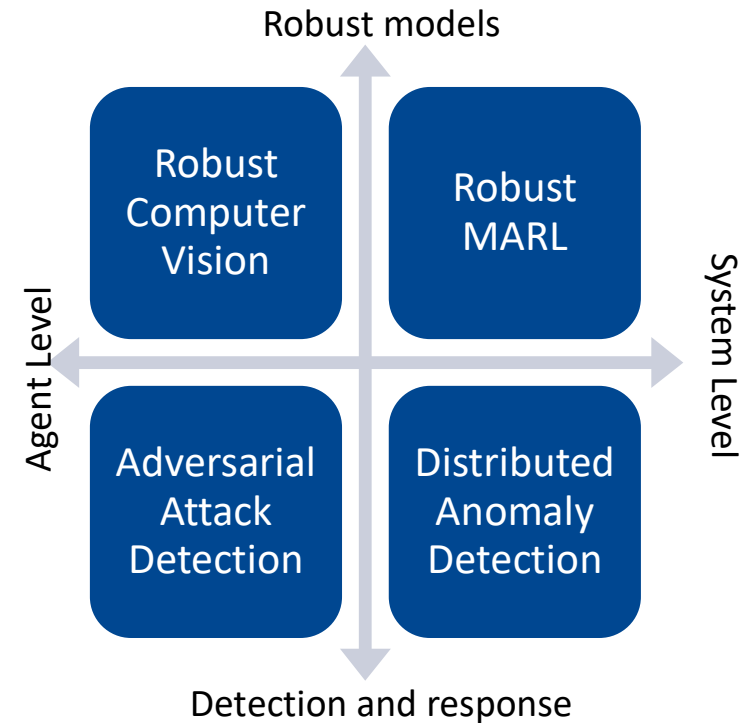 Robust models
Robust
Computer
Vision
Robust
MARL
Agent Level
System Level
Adversarial
Attack
Detection
Distributed
Anomaly
Detection
Detection and response